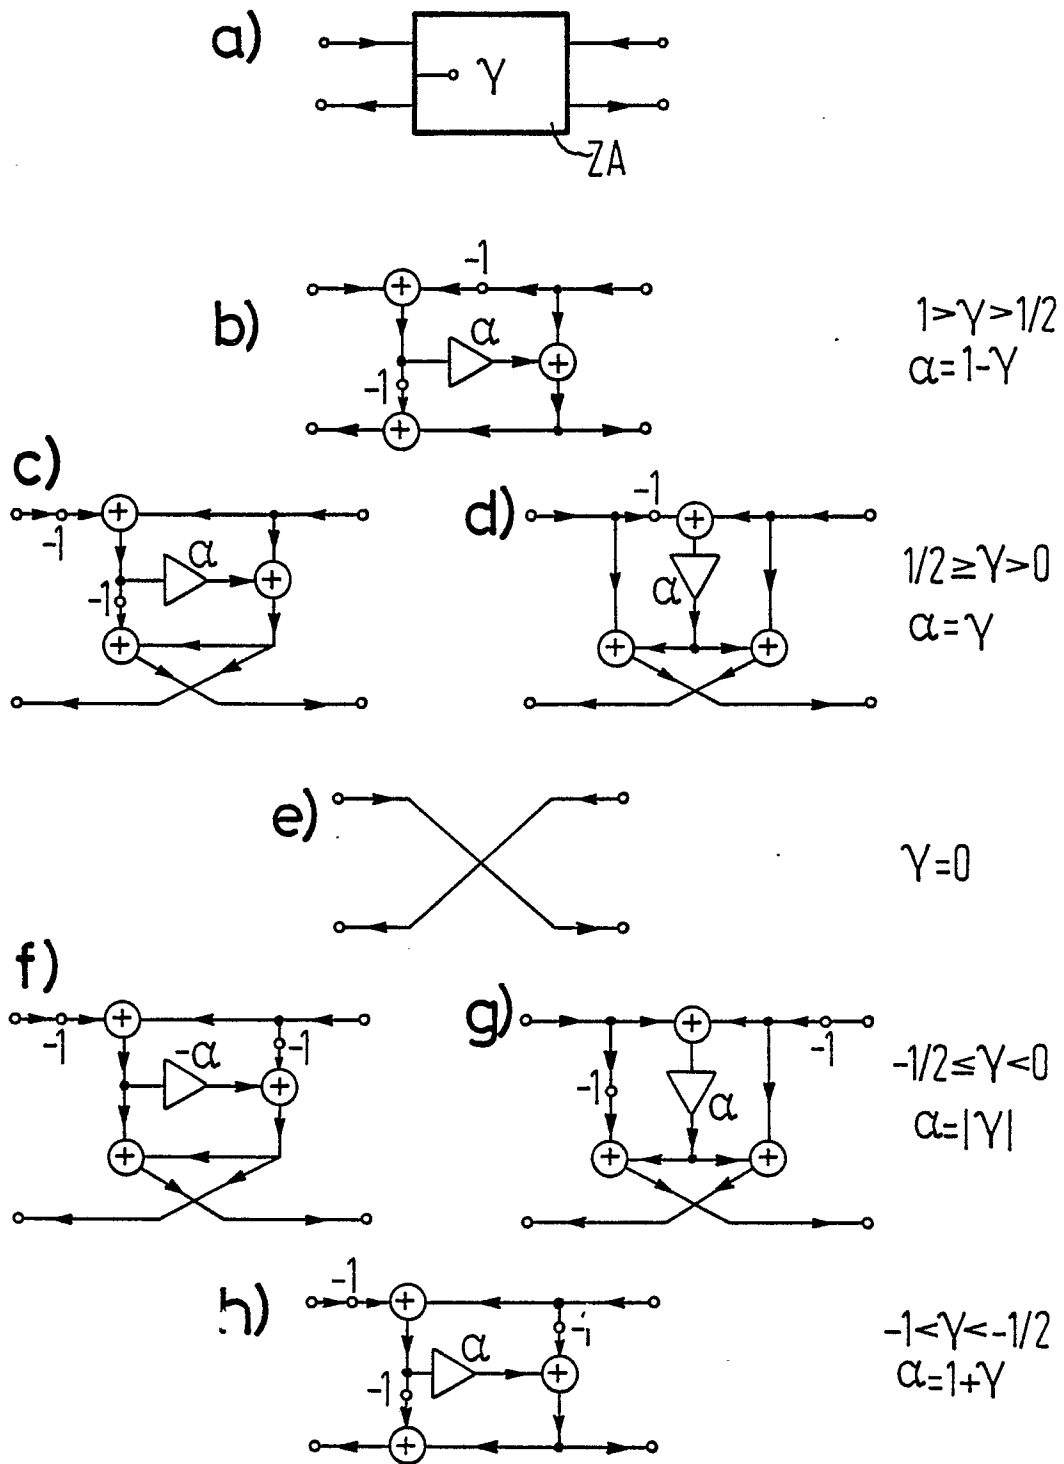 a)
γ
ZA
b)
-1
α
-1
1>γ>1/2
α=1-γ
c)
-1
α
-1
d)
-1
α
1/2≥γ>0
α=γ
e)
γ=0
f)
-1
-α
-1
g)
-1
α
-1
-1/2≤γ<0
α=|γ|
h)
-1
α
-1
-1
-1<γ<-1/2
α=1+γ